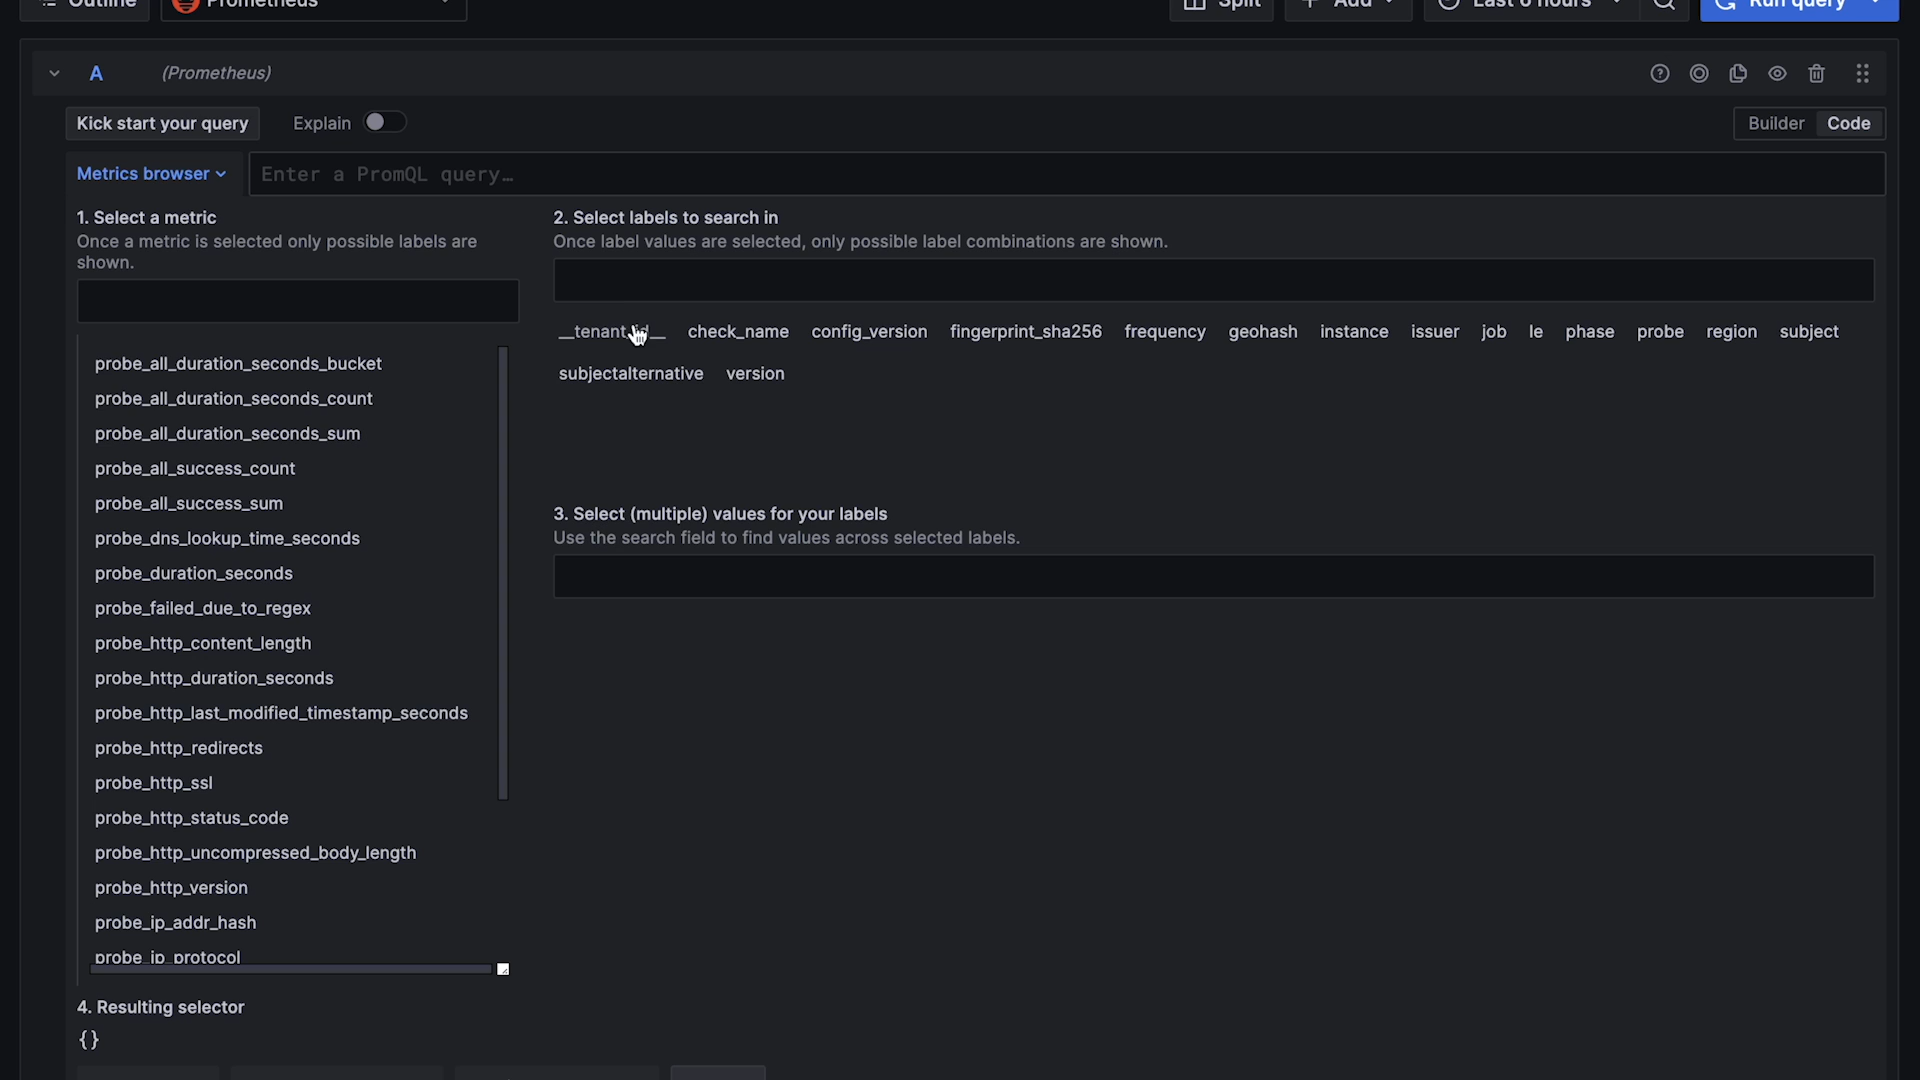 Outline
Prometheus
Split
Add
Last 6 hours
Run query
A
(Prometheus)
Kick start your query
Explain
Builder
Code
Metrics browser
Enter a PromQL query…
1. Select a metric
Once a metric is selected only possible labels are
shown.
probe_all_duration_seconds_bucket
probe_all_duration_seconds_count
probe_all_duration_seconds_sum
probe_all_success_count
probe_all_success_sum
probe_dns_lookup_time_seconds
probe_duration_seconds
probe_failed_due_to_regex
probe_http_content_length
probe_http_duration_seconds
probe_http_last_modified_timestamp_seconds
probe_http_redirects
probe_http_ssl
probe_http_status_code
probe_http_uncompressed_body_length
probe_http_version
probe_ip_addr_hash
probe_ip_protocol
2. Select labels to search in
Once label values are selected, only possible label combinations are shown.
__tenant_id__ check_name config_version fingerprint_sha256 frequency geohash instance issuer job le phase probe region subject
subjectalternative version
3. Select (multiple) values for your labels
Use the search field to find values across selected labels.
4. Resulting selector
{}